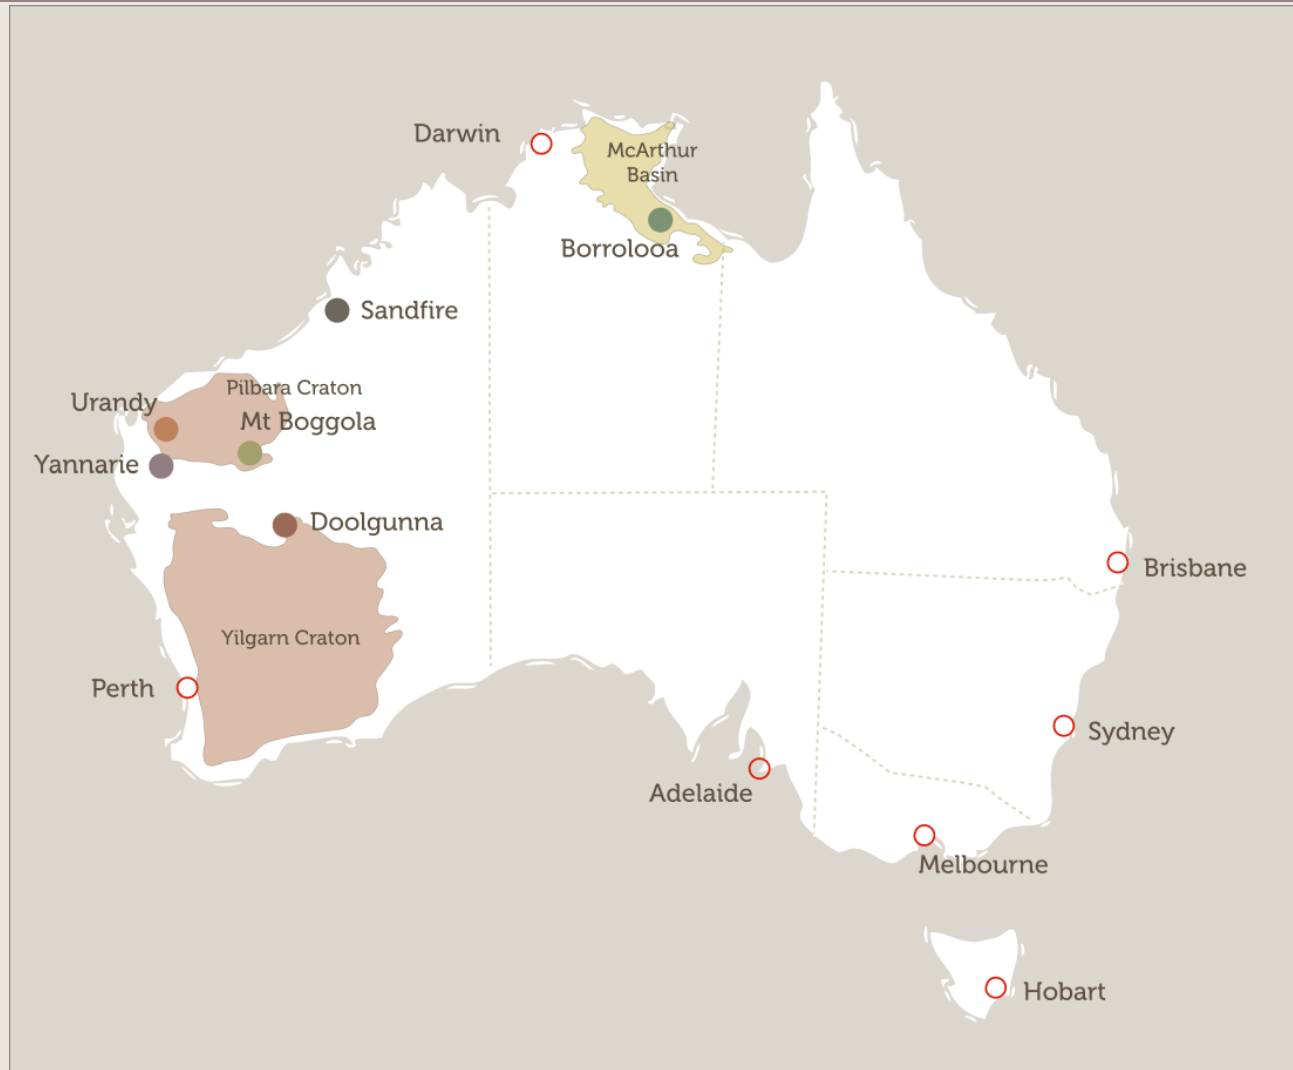 Darwin
McArthur
Basin
Borrolooa
Sandfire
Pilbara Craton
Urandy
Mt Boggola
Yannarie
Doolgunna
Brisbane
Yilgarn Craton
Perth
Sydney
Adelaide
Melbourne
Hobart